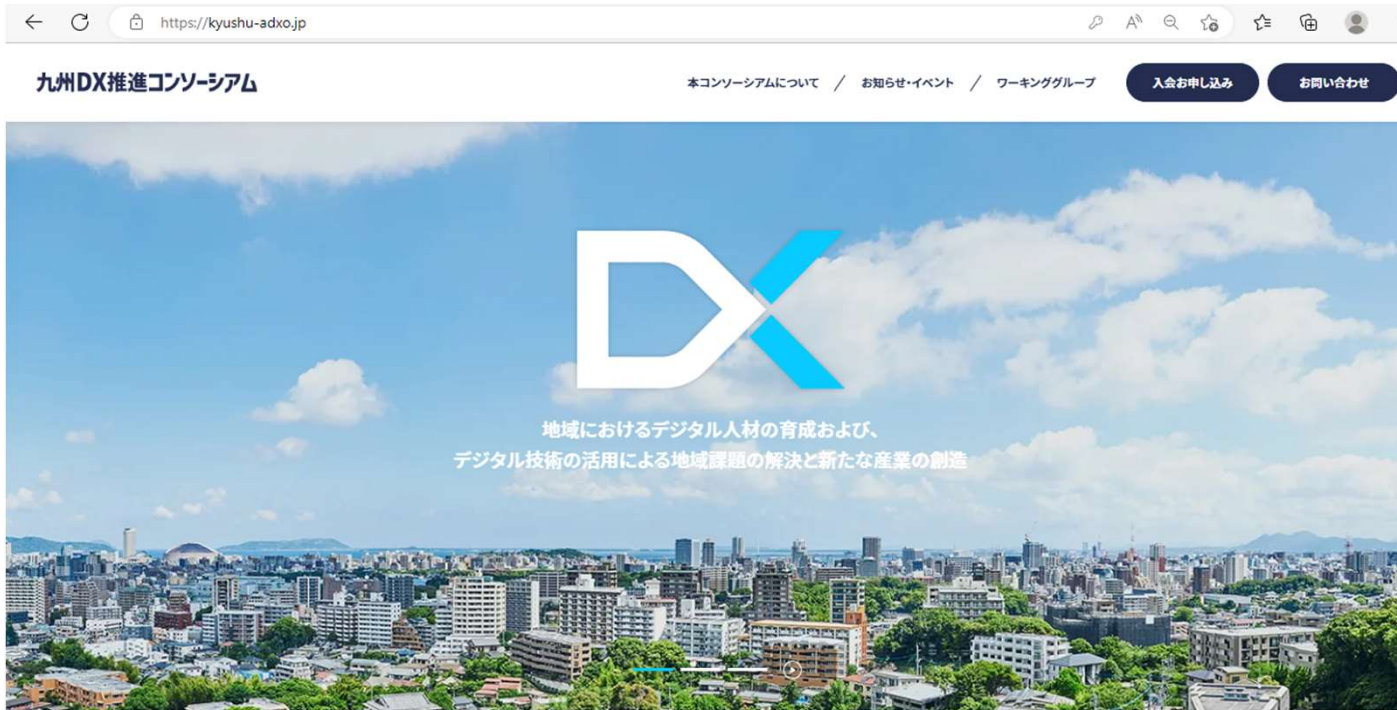 https://kyushu-adxo.jp
九州DX推進コンソーシアム
本コンソーシアムについて / お知らせ・イベント / ワーキンググループ 入会お申し込み お問い合わせ
DX
地域におけるデジタル人材の育成および、
デジタル技術の活用による地域課題の解決と新たな産業の創造